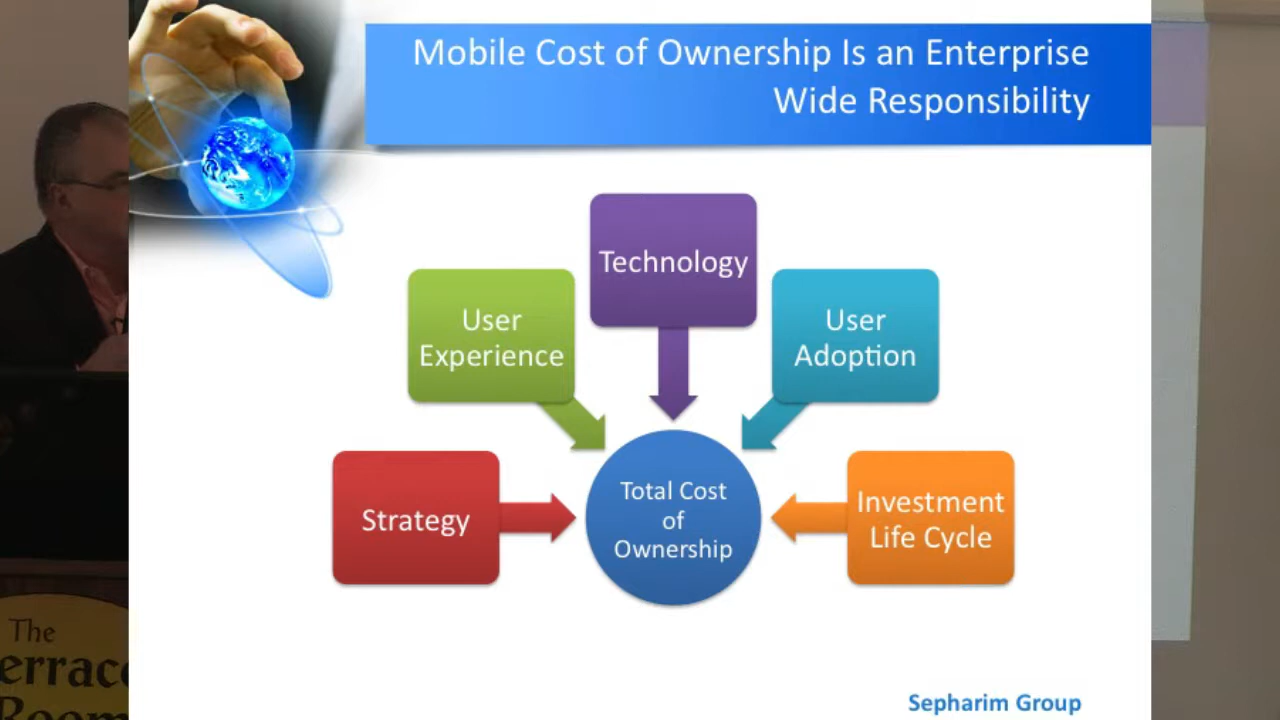 Mobile Cost of Ownership Is an Enterprise
Wide Responsibility
Technology
User
Experience
User
Adoption
Strategy
Total Cost
of
Ownership
Investment
Life Cycle
The
Sepharim Group